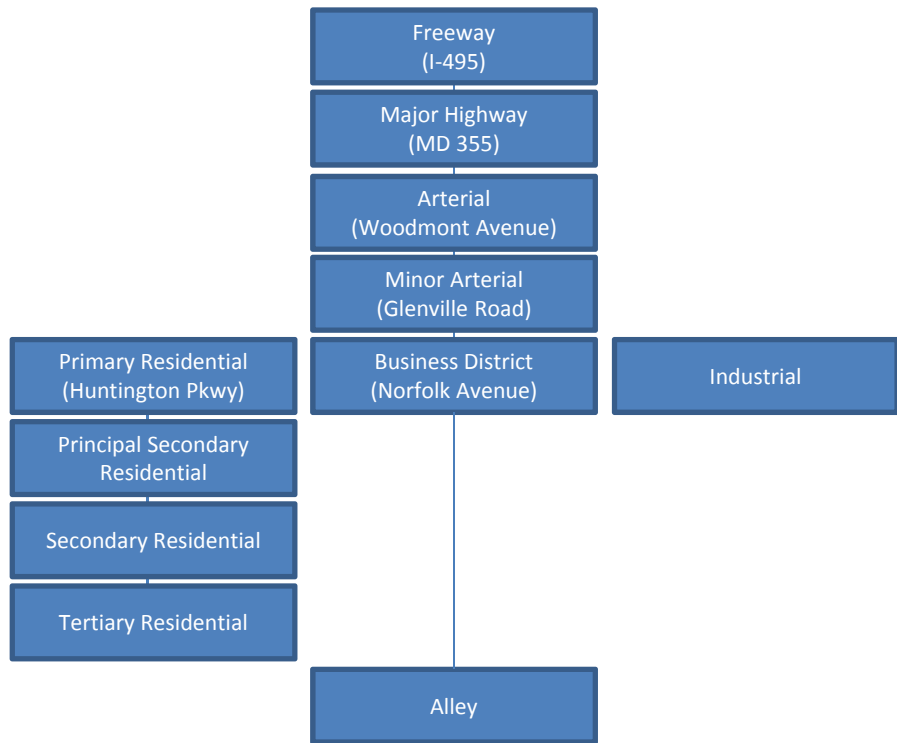 Freeway
(I-495)
Major Highway
(MD 355)
Arterial
(Woodmont Avenue)
Minor Arterial
(Glenville Road)
Primary Residential
(Huntington Pkwy)
Business District
(Norfolk Avenue)
Industrial
Principal Secondary
Residential
Secondary Residential
Tertiary Residential
Alley